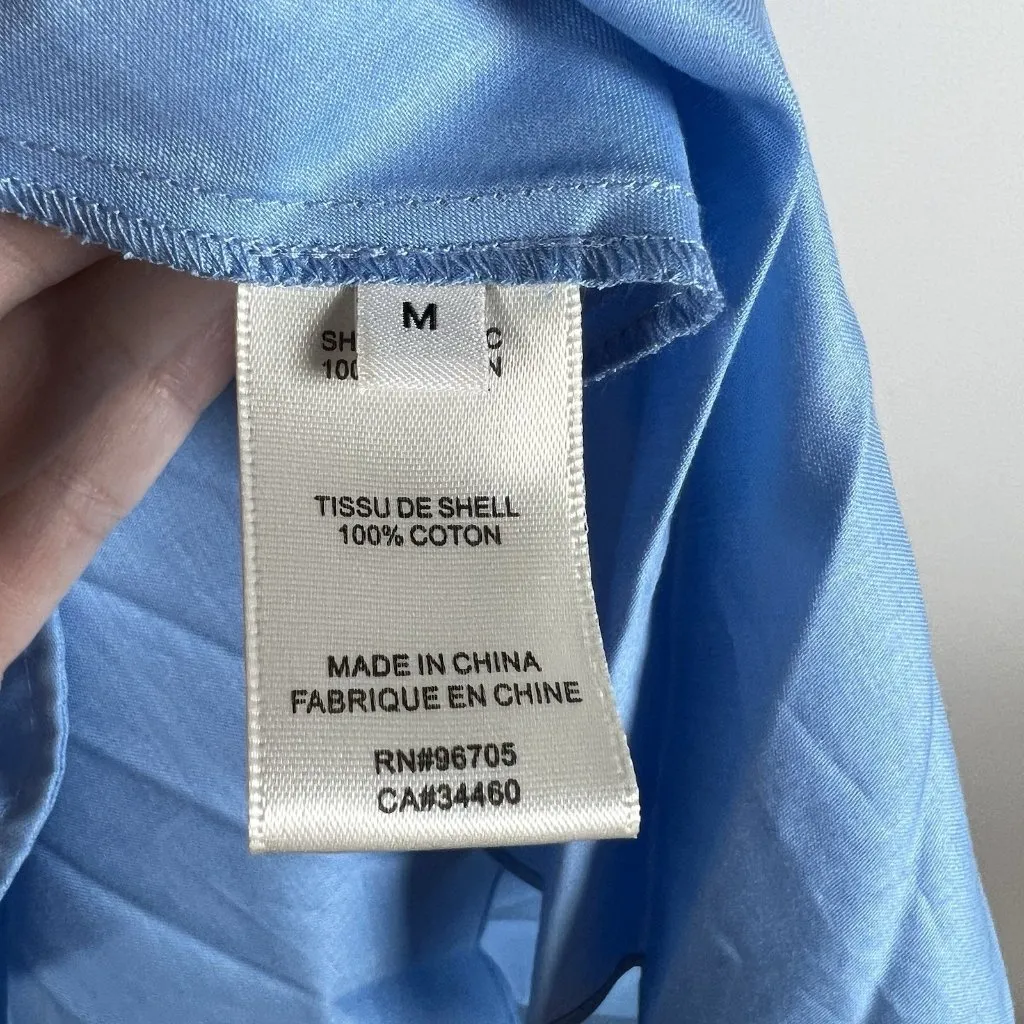 M
TISSU DE SHELL
100% COTON
MADE IN CHINA
FABRIQUE EN CHINE
RN#96705
CA#34460